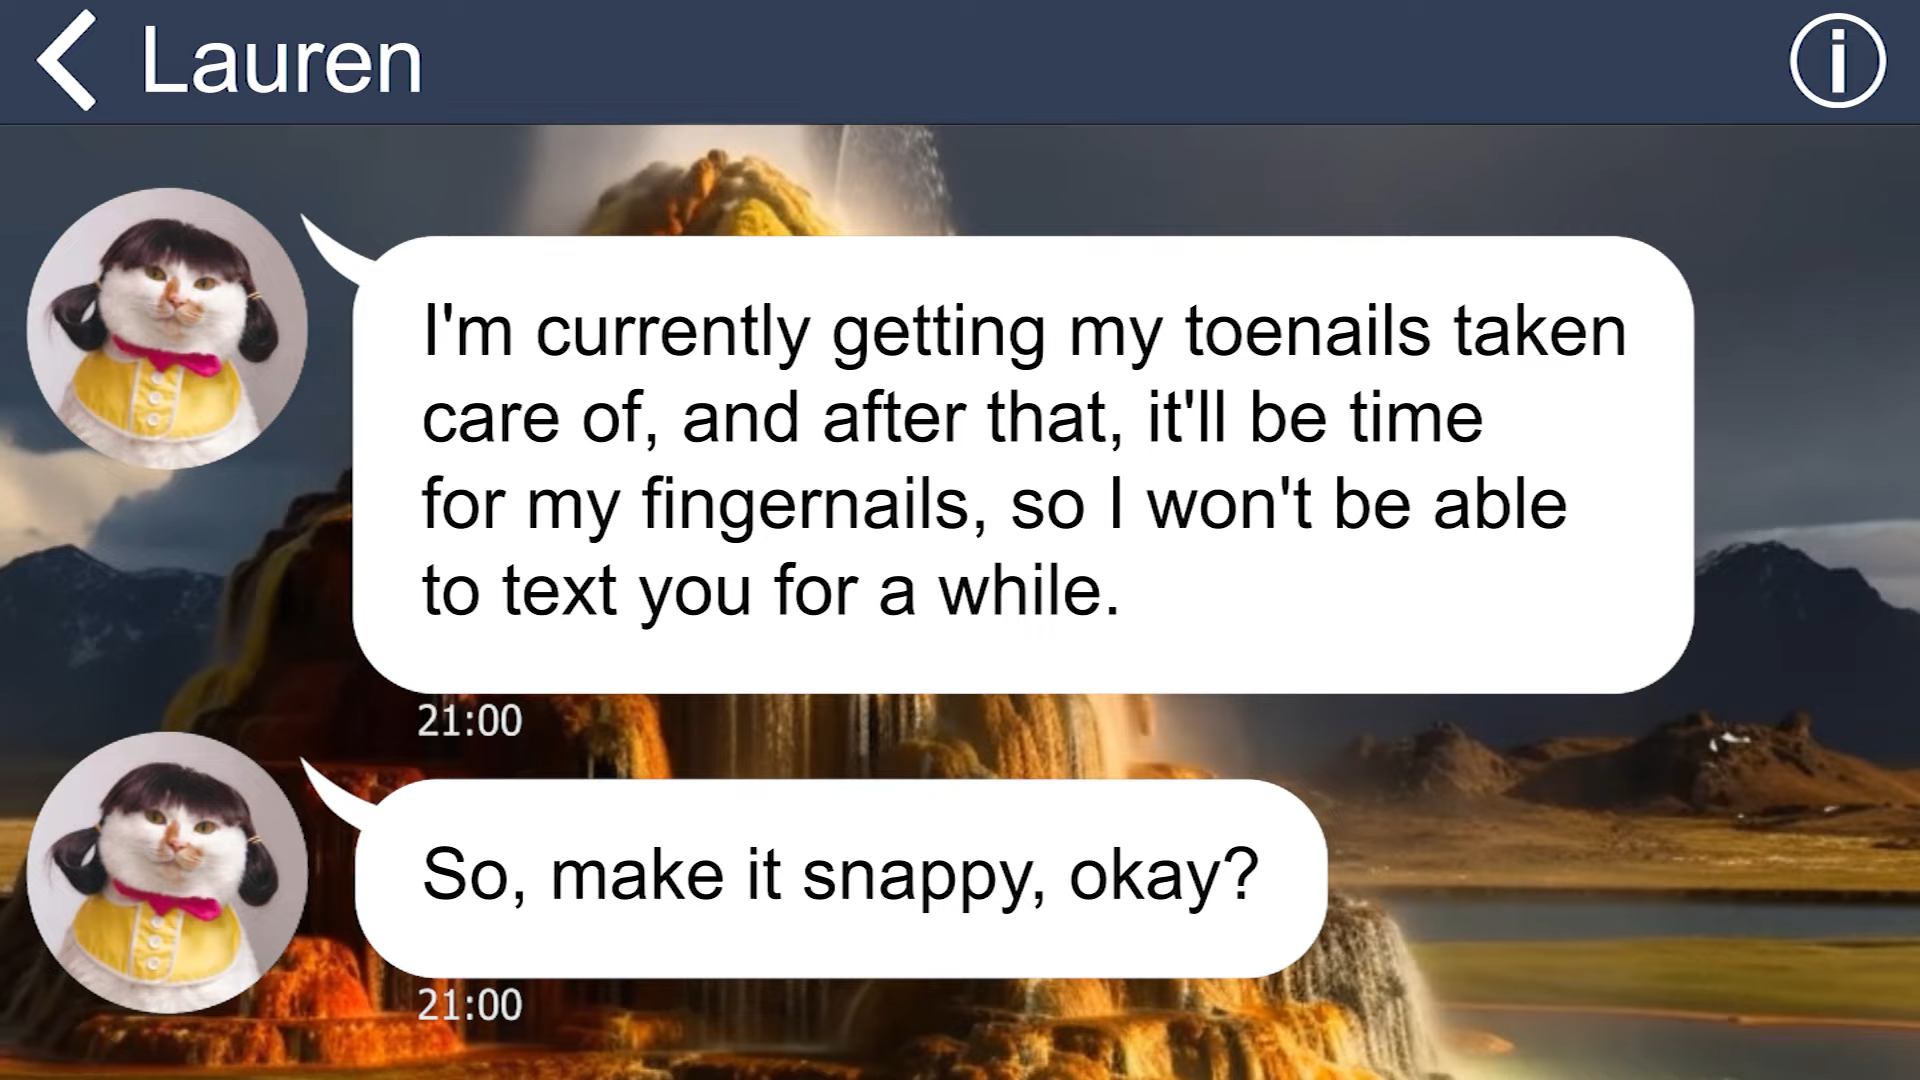 Lauren
I'm currently getting my toenails taken
care of, and after that, it'll be time
for my fingernails, so I won't be able
to text you for a while.
21:00
So, make it snappy, okay?
21:00